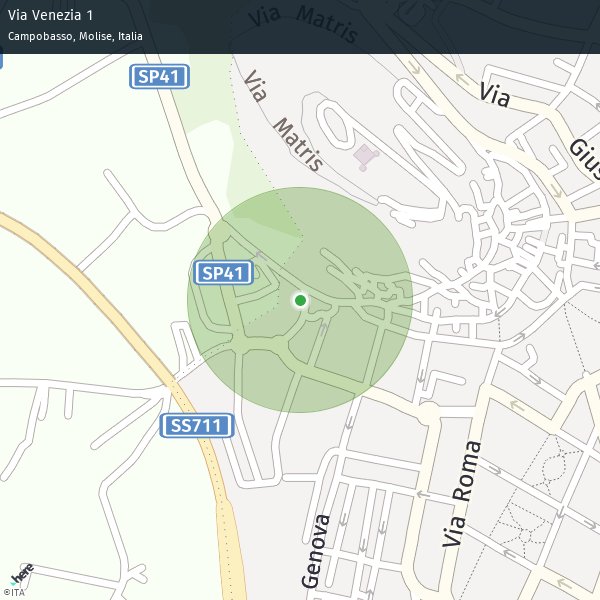 Via Venezia 1
Campobasso, Molise, Italia
Via Matris
SP41
Via
Via Matris
Gius
SP41
SS711
Via Roma
Genova
here
©ITA